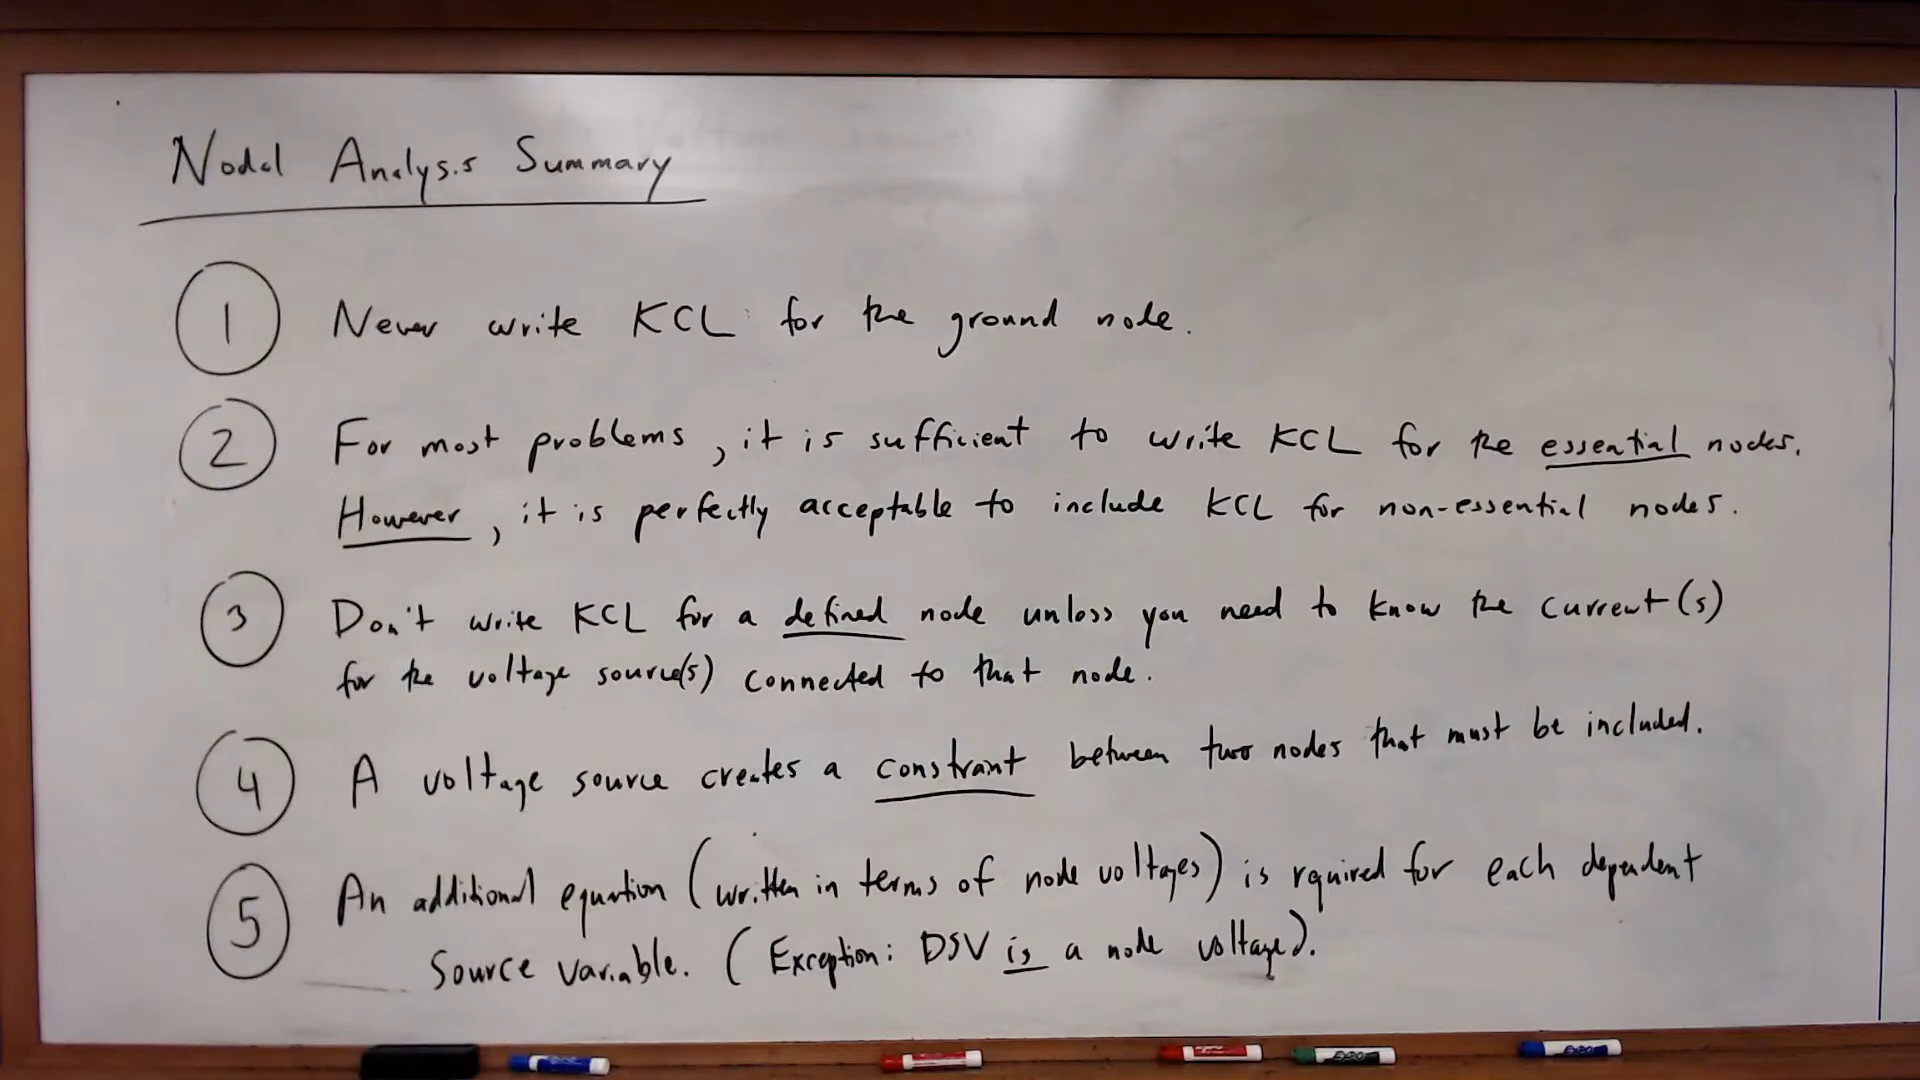 Nodal Analysis Summary
1 Never write KCL for the ground node.
2 For most problems, it is sufficient to write KCL for the essential nodes.
However, it is perfectly acceptable to include KCL for non-essential nodes.
3 Don't write KCL for a defined node unless you need to know the current(s)
for the voltage source(s) connected to that node.
4 A voltage source creates a constraint between two nodes that must be included.
5 An additional equation (written in terms of node voltages) is required for each dependent
source variable. (Exception: DSV is a node voltage).
EXPO
EXPO